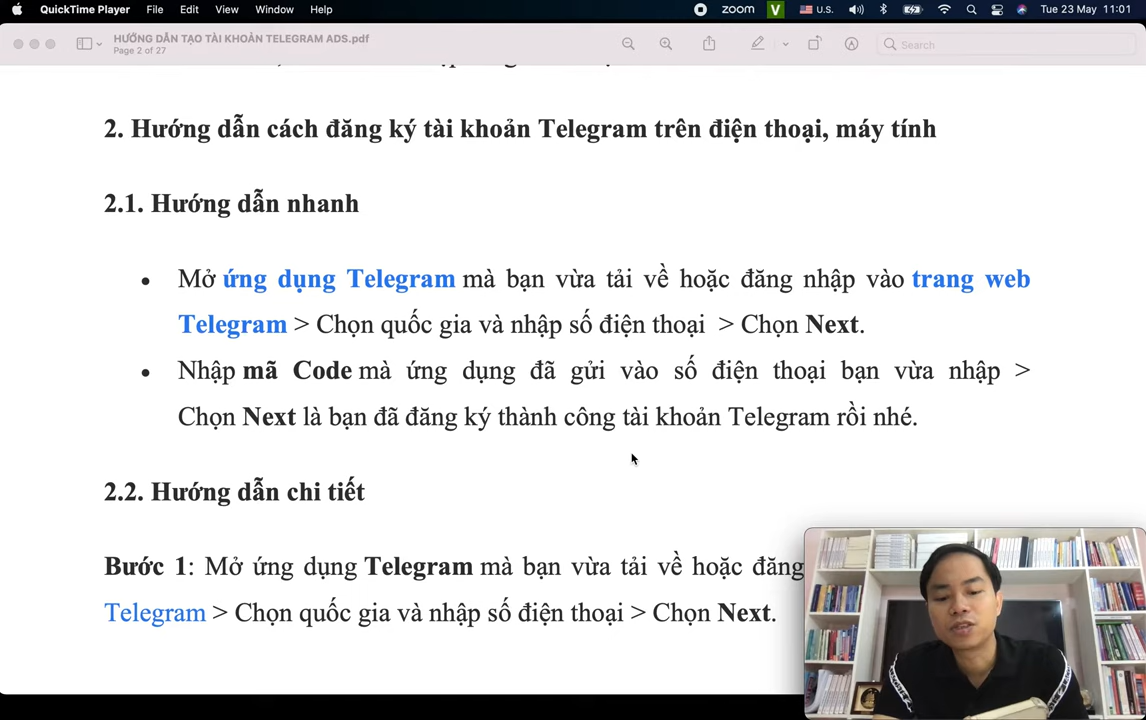 QuickTime Player File Edit View Window Help zoom V U.S. Tue 23 May 11:01
HƯỚNG DẪN TẠO TÀI KHOẢN TELEGRAM ADS.pdf
Page 2 of 27
Search
2. Hướng dẫn cách đăng ký tài khoản Telegram trên điện thoại, máy tính
2.1. Hướng dẫn nhanh
• Mở ứng dụng Telegram mà bạn vừa tải về hoặc đăng nhập vào trang web
Telegram > Chọn quốc gia và nhập số điện thoại > Chọn Next.
• Nhập mã Code mà ứng dụng đã gửi vào số điện thoại bạn vừa nhập >
Chọn Next là bạn đã đăng ký thành công tài khoản Telegram rồi nhé.
2.2. Hướng dẫn chi tiết
Bước 1: Mở ứng dụng Telegram mà bạn vừa tải về hoặc đăng
Telegram > Chọn quốc gia và nhập số điện thoại > Chọn Next.